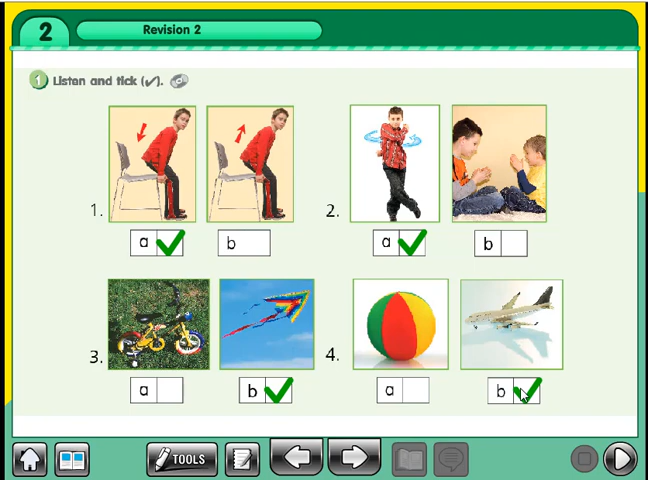 2 Revision 2
1 Listen and tick (✓).
1. 2.
a b a b
3. 4.
a b a b
TOOLS